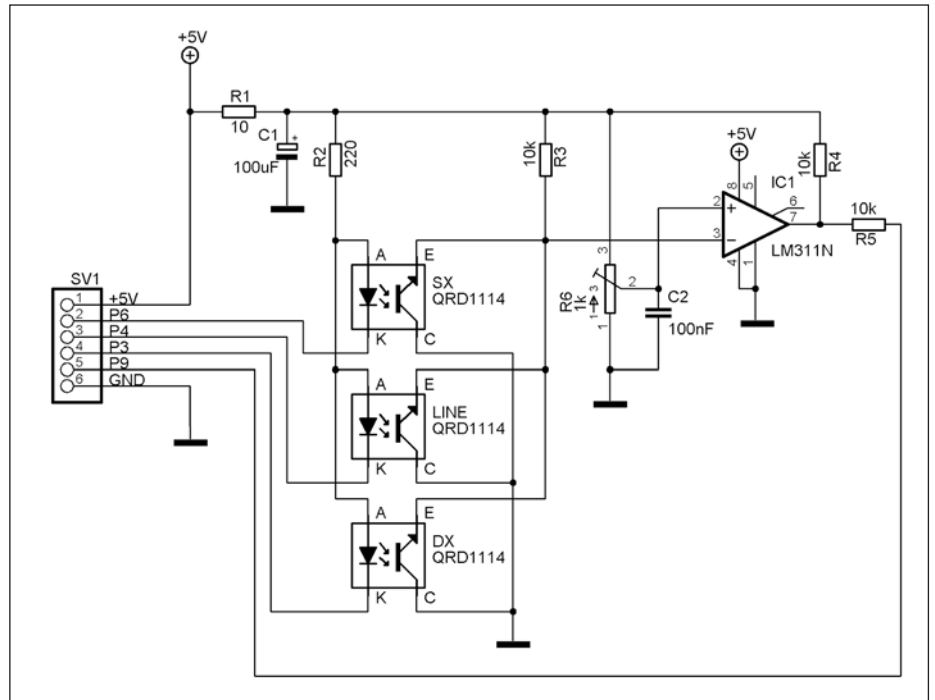 +5V
R1
10
C1
+
100uF
R2
220
10k
R3
+5V
10k
R4
8
5
IC1
6
2
+
7
3
−
4
1
LM311N
10k
R5
A
E
SX
QRD1114
K
C
3
R6
1k
1
3
2
1
C2
100nF
SV1
1
+5V
2
P6
3
P4
4
P3
5
P9
6
GND
A
E
LINE
QRD1114
K
C
A
E
DX
QRD1114
K
C